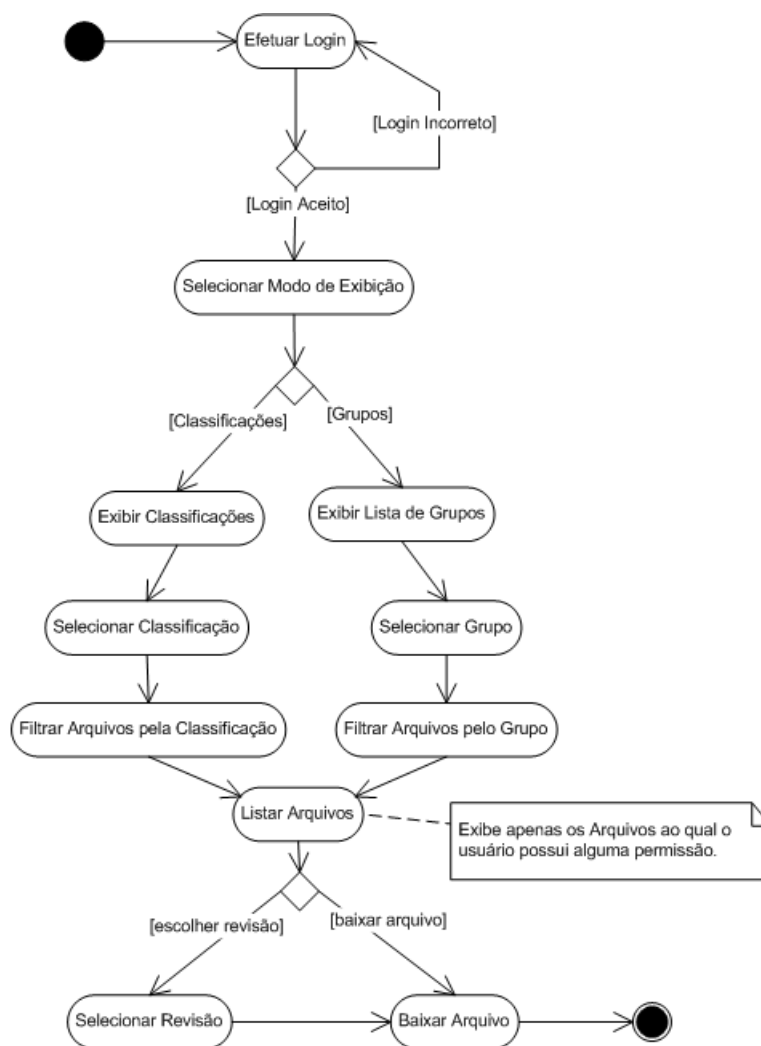 Efetuar Login
[Login Incorreto]
[Login Aceito]
Selecionar Modo de Exibição
[Classificações]
[Grupos]
Exibir Classificações
Exibir Lista de Grupos
Selecionar Classificação
Selecionar Grupo
Filtrar Arquivos pela Classificação
Filtrar Arquivos pelo Grupo
Listar Arquivos
Exibe apenas os Arquivos ao qual o
usuário possui alguma permissão.
[escolher revisão]
[baixar arquivo]
Selecionar Revisão
Baixar Arquivo